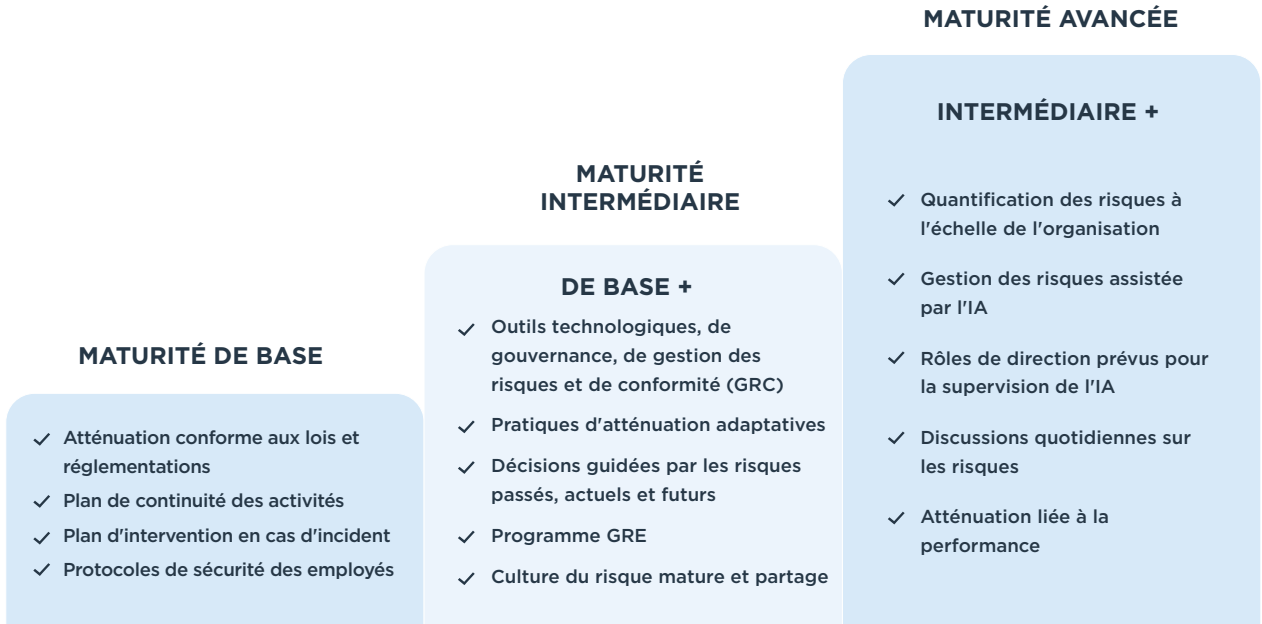 MATURITÉ DE BASE
Atténuation conforme aux lois et
réglementations
Plan de continuité des activités
Plan d'intervention en cas d'incident
Protocoles de sécurité des employés
MATURITÉ
INTERMÉDIAIRE
DE BASE +
Outils technologiques, de
gouvernance, de gestion des
risques et de conformité (GRC)
Pratiques d'atténuation adaptatives
Décisions guidées par les risques
passés, actuels et futurs
Programme GRE
Culture du risque mature et partage
MATURITÉ AVANCÉE
INTERMÉDIAIRE +
Quantification des risques à
l'échelle de l'organisation
Gestion des risques assistée
par l'IA
Rôles de direction prévus pour
la supervision de l'IA
Discussions quotidiennes sur
les risques
Atténuation liée à la
performance